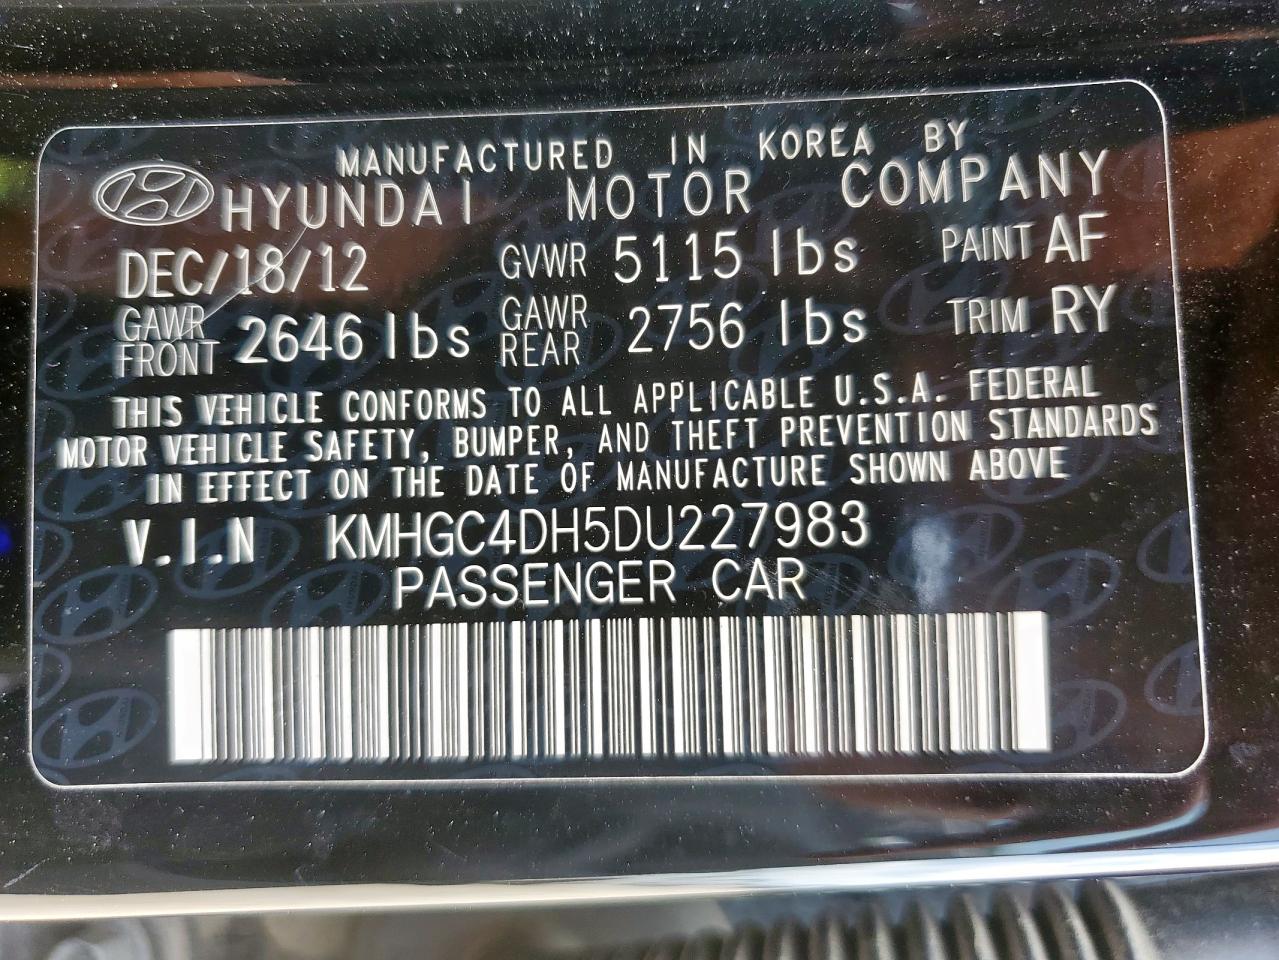 MANUFACTURED IN KOREA BY
HYUNDAI MOTOR COMPANY
DEC/18/12 GVWR 5115 lbs PAINT AF
GAWR FRONT 2646 lbs GAWR REAR 2756 lbs TRIM RY
THIS VEHICLE CONFORMS TO ALL APPLICABLE U.S.A. FEDERAL
MOTOR VEHICLE SAFETY, BUMPER, AND THEFT PREVENTION STANDARDS
IN EFFECT ON THE DATE OF MANUFACTURE SHOWN ABOVE
V.I.N KMHGC4DH5DU227983
PASSENGER CAR